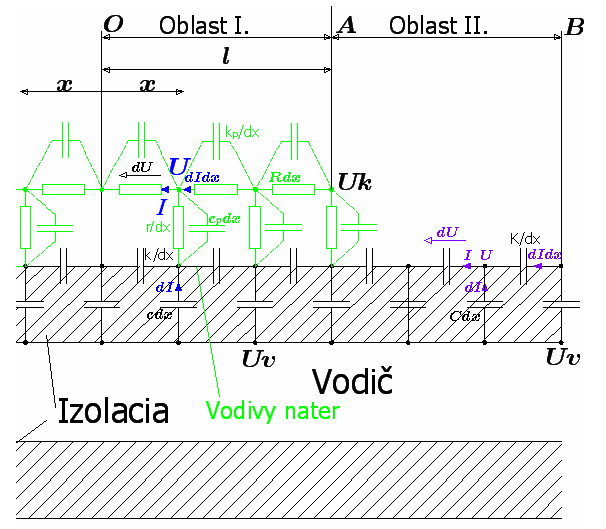 O Oblast I. A Oblast II. B
l
x x
kp/dx
dU U dIdx Rdx Uk
I
r/dx cpdx
dU K/dx
k/dx I U dIdx
dI dI
cdx Cdx
Uv Uv
Vodič
Izolacia Vodivy nater